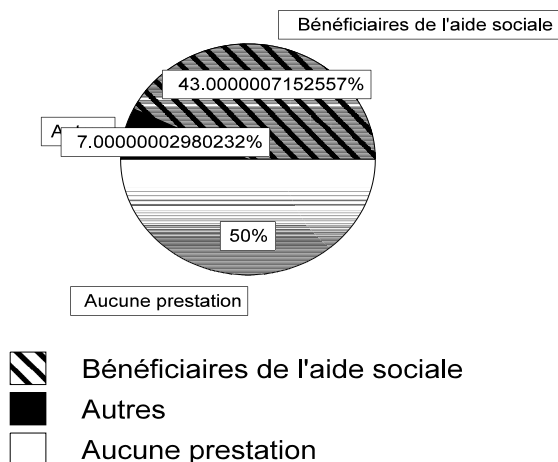 Bénéficiaires de l'aide sociale
43.0000007152557%
7.00000002980232%
50%
Aucune prestation
Bénéficiaires de l'aide sociale
Autres
Aucune prestation